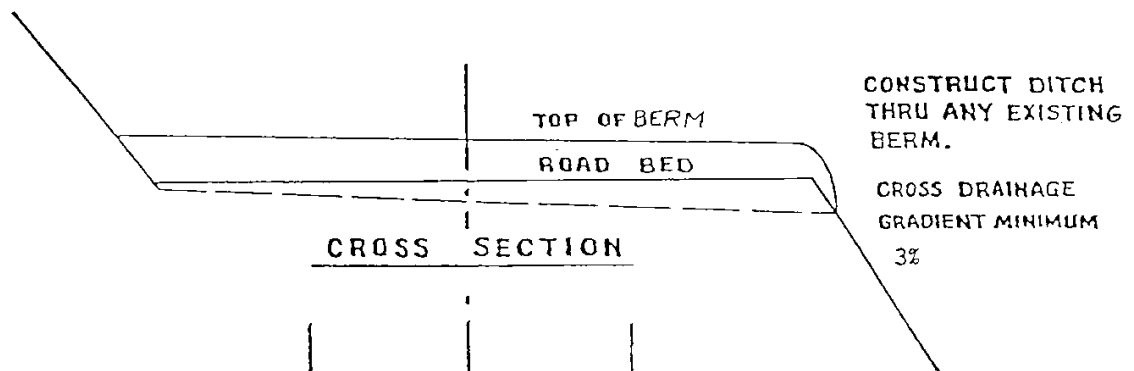 TOP OF BERM
ROAD BED
CROSS SECTION
CONSTRUCT DITCH
THRU ANY EXISTING
BERM.
CROSS DRAINAGE
GRADIENT MINIMUM
3%